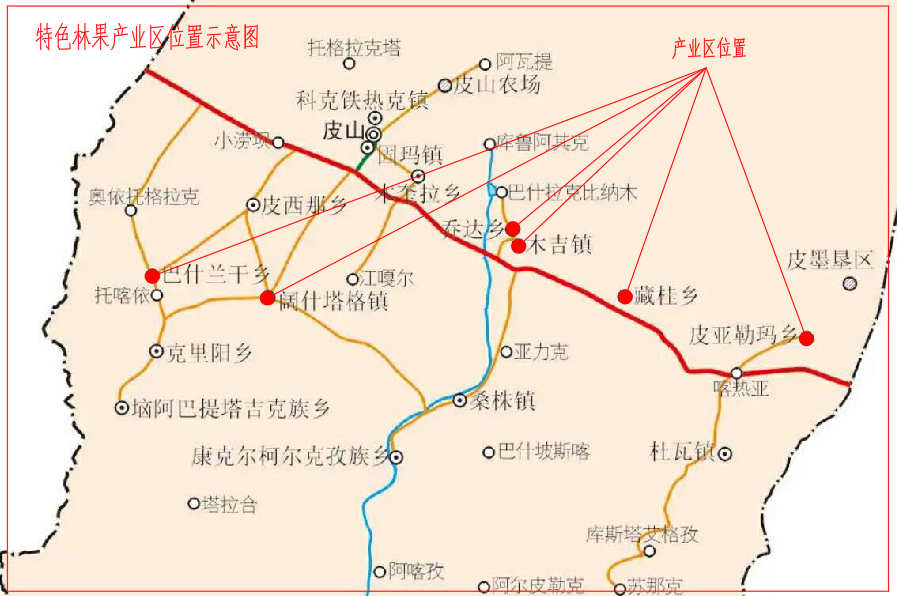 特色林果产业区位置示意图
托格拉克塔
产业区位置
阿瓦提
皮山农场
科克铁热克镇
皮山
小涝坝
固玛镇
库鲁阿其克
木奎拉乡
奥依托格拉克
巴什拉克比纳木
皮西那乡
乔达乡
木吉镇
皮墨垦区
巴什兰干乡
江嘎尔
托喀依
阔什塔格镇
藏桂乡
皮亚勒玛乡
克里阳乡
亚力克
喀热亚
垴阿巴提塔吉克族乡
桑株镇
康克尔柯尔克孜族乡
巴什坡斯喀
杜瓦镇
塔拉合
库斯塔艾格孜
阿喀孜
阿尔皮勒克
苏那克